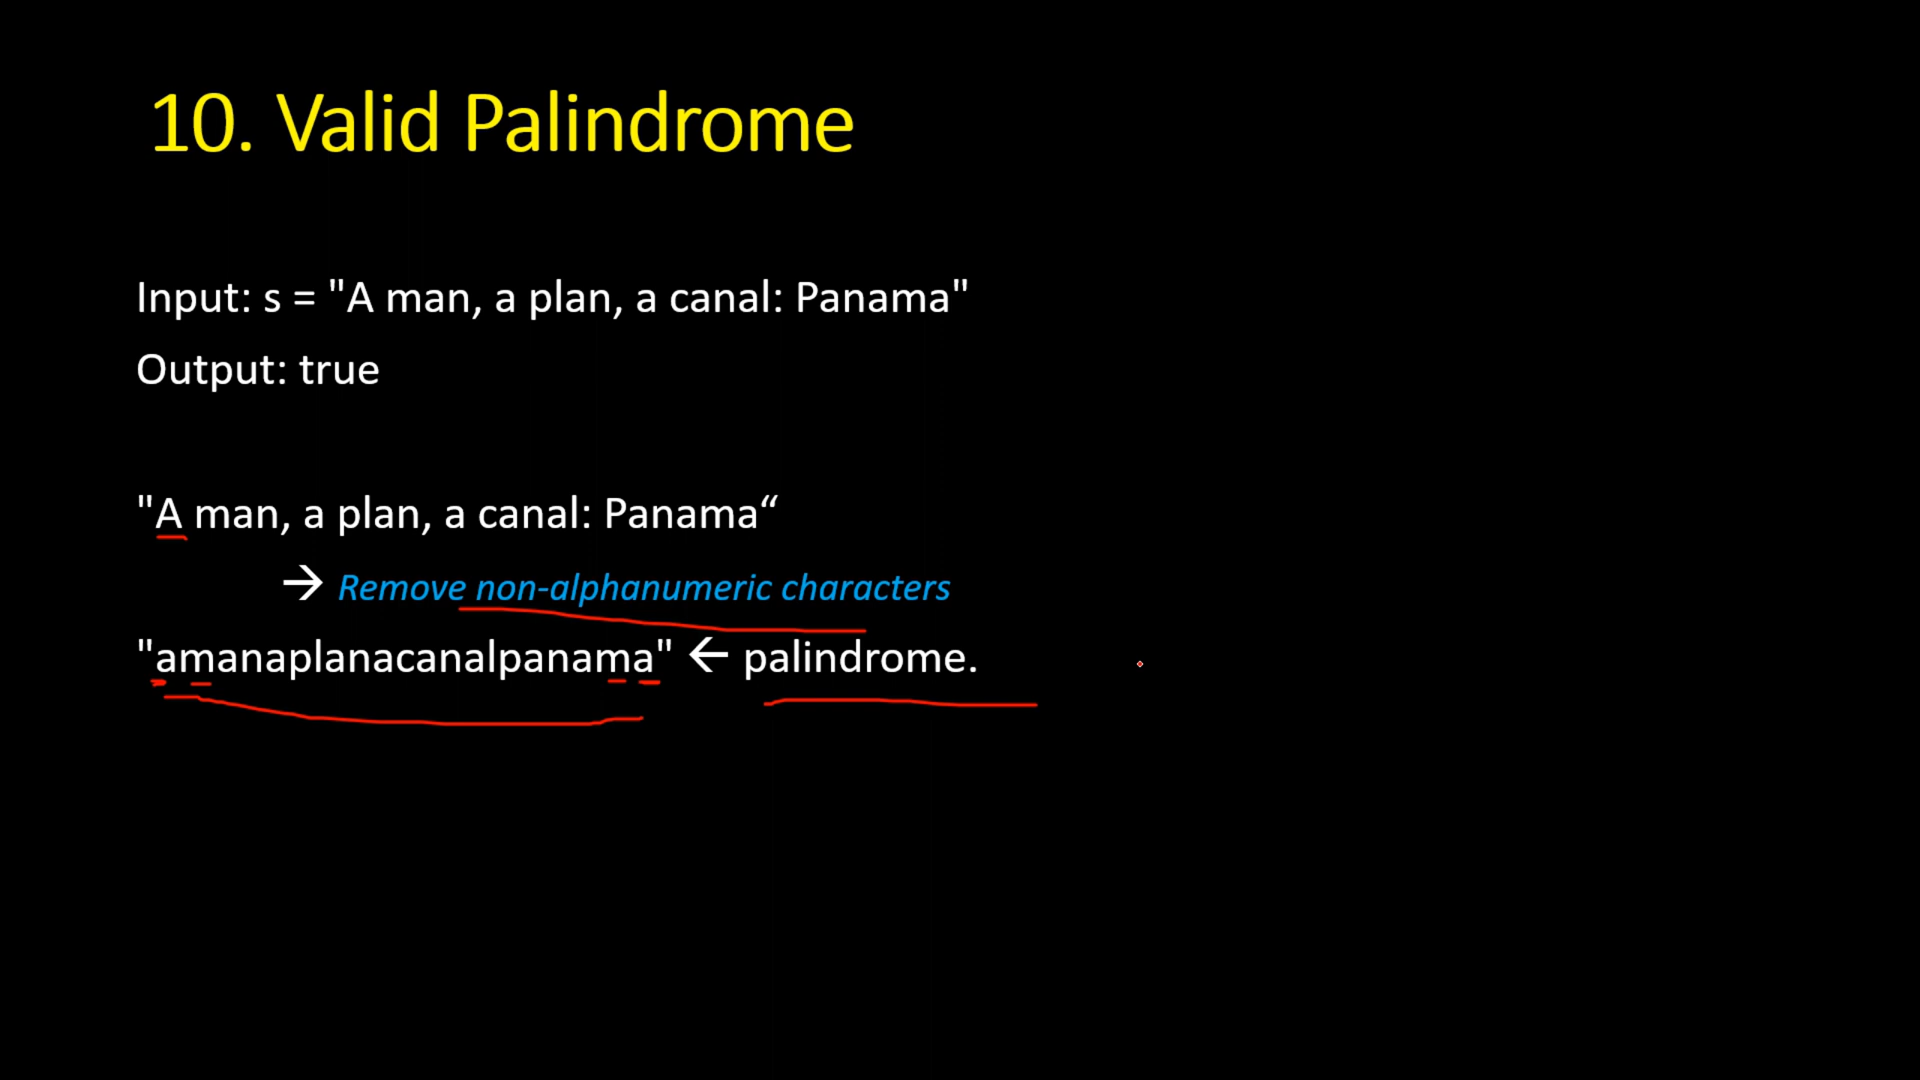 10. Valid Palindrome
Input: s = "A man, a plan, a canal: Panama"
Output: true
"A man, a plan, a canal: Panama“
→ Remove non-alphanumeric characters
"amanaplanacanalpanama" ← palindrome.